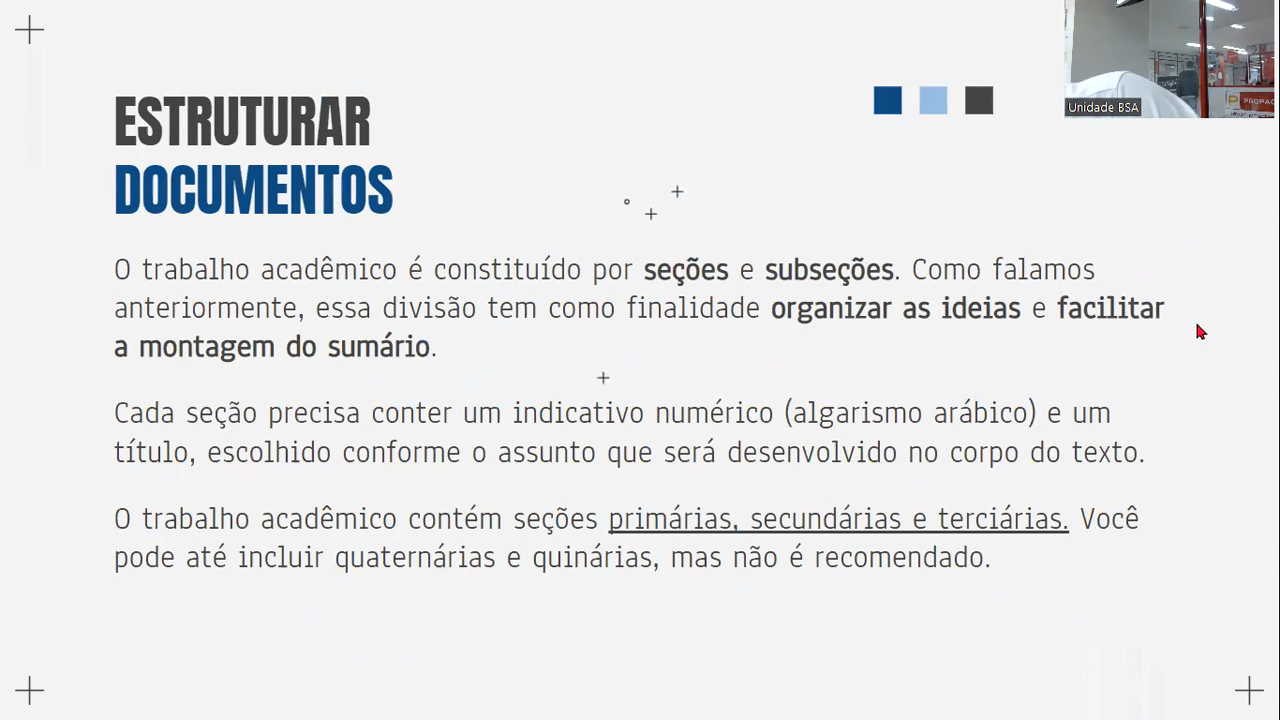 ESTRUTURAR
DOCUMENTOS
Unidade BSA
O trabalho acadêmico é constituído por seções e subseções. Como falamos
anteriormente, essa divisão tem como finalidade organizar as ideias e facilitar
a montagem do sumário.
Cada seção precisa conter um indicativo numérico (algarismo arábico) e um
título, escolhido conforme o assunto que será desenvolvido no corpo do texto.
O trabalho acadêmico contém seções primárias, secundárias e terciárias. Você
pode até incluir quaternárias e quinárias, mas não é recomendado.